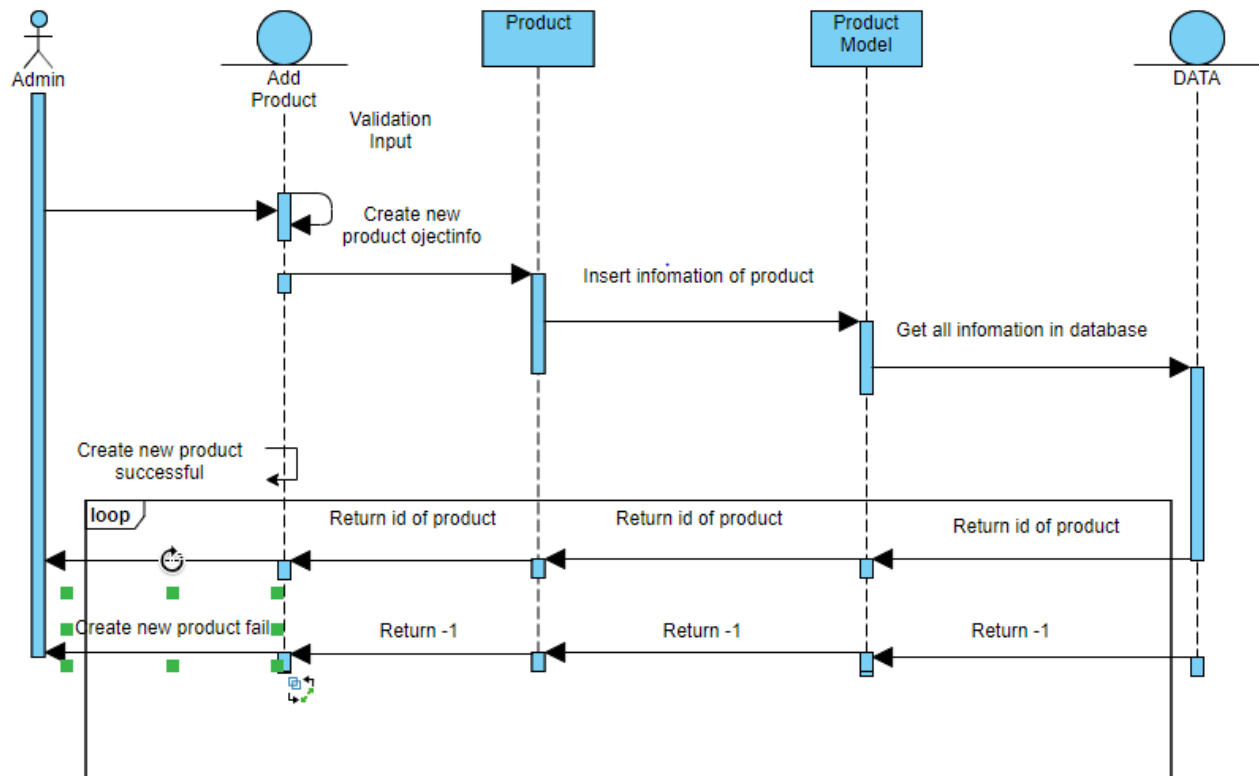 Admin
Add
Product
Product
Product
Model
DATA
Validation
Input
Create new
product ojectinfo
Insert infomation of product
Get all infomation in database
Create new product
successful
loop
Return id of product
Return id of product
Return id of product
Create new product fail
Return -1
Return -1
Return -1